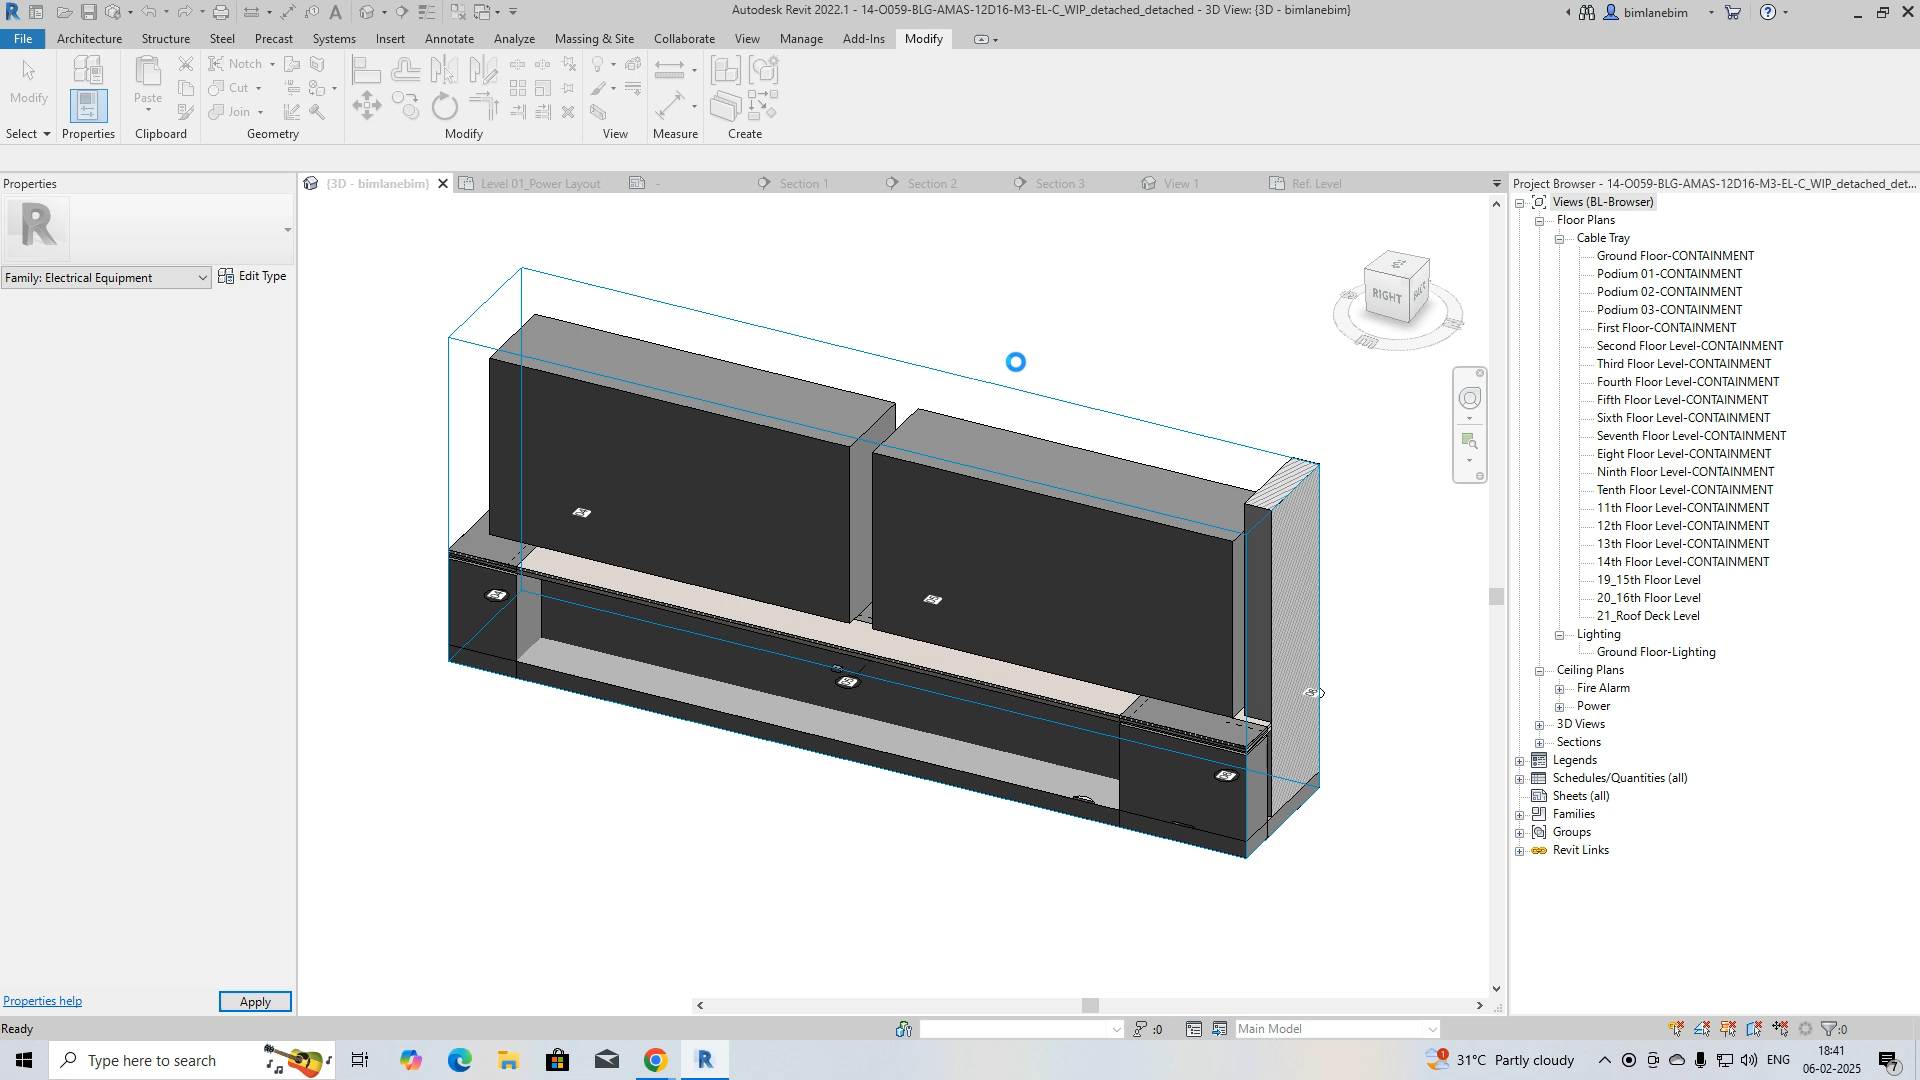 Autodesk Revit 2022.1 - 14-O059-BLG-AMAS-12D16-M3-EL-C_WIP_detached_detached - 3D View: {3D - bimlanebim}
bimlanebim
File Architecture Structure Steel Precast Systems Insert Annotate Analyze Massing & Site Collaborate View Manage Add-Ins Modify
Modify
Paste
Notch
Cut
Join
Select Properties Clipboard Geometry Modify View Measure Create
Properties
Family: Electrical Equipment
Edit Type
Properties help
Apply
{3D - bimlanebim} Level 01_Power Layout - Section 1 Section 2 Section 3 View 1 Ref. Level
RIGHT
BACK
Project Browser - 14-O059-BLG-AMAS-12D16-M3-EL-C_WIP_detached_det...
Views (BL-Browser)
Floor Plans
Cable Tray
Ground Floor-CONTAINMENT
Podium 01-CONTAINMENT
Podium 02-CONTAINMENT
Podium 03-CONTAINMENT
First Floor-CONTAINMENT
Second Floor Level-CONTAINMENT
Third Floor Level-CONTAINMENT
Fourth Floor Level-CONTAINMENT
Fifth Floor Level-CONTAINMENT
Sixth Floor Level-CONTAINMENT
Seventh Floor Level-CONTAINMENT
Eight Floor Level-CONTAINMENT
Ninth Floor Level-CONTAINMENT
Tenth Floor Level-CONTAINMENT
11th Floor Level-CONTAINMENT
12th Floor Level-CONTAINMENT
13th Floor Level-CONTAINMENT
14th Floor Level-CONTAINMENT
19_15th Floor Level
20_16th Floor Level
21_Roof Deck Level
Lighting
Ground Floor-Lighting
Ceiling Plans
Fire Alarm
Power
3D Views
Sections
Legends
Schedules/Quantities (all)
Sheets (all)
Families
Groups
Revit Links
Ready
:0
Main Model
:0
Type here to search
31°C Partly cloudy
ENG
18:41
06-02-2025
7